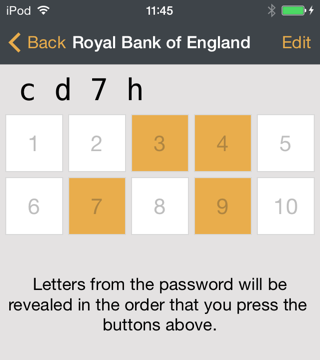 iPod 11:45
Back Royal Bank of England Edit
c d 7 h
1 2 3 4 5
6 7 8 9 10
Letters from the password will be
revealed in the order that you press the
buttons above.